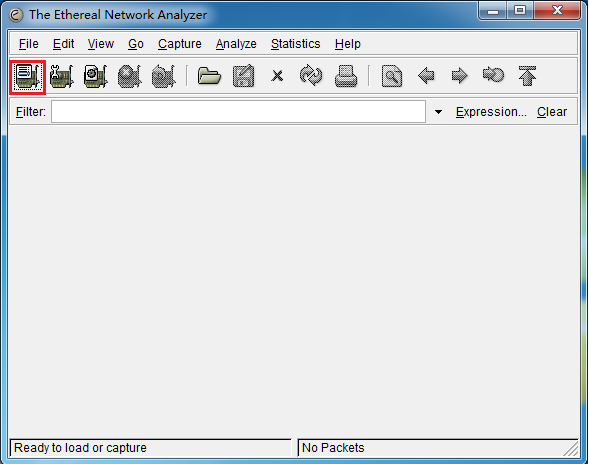 The Ethereal Network Analyzer
File Edit View Go Capture Analyze Statistics Help
Filter: Expression... Clear
Ready to load or capture No Packets